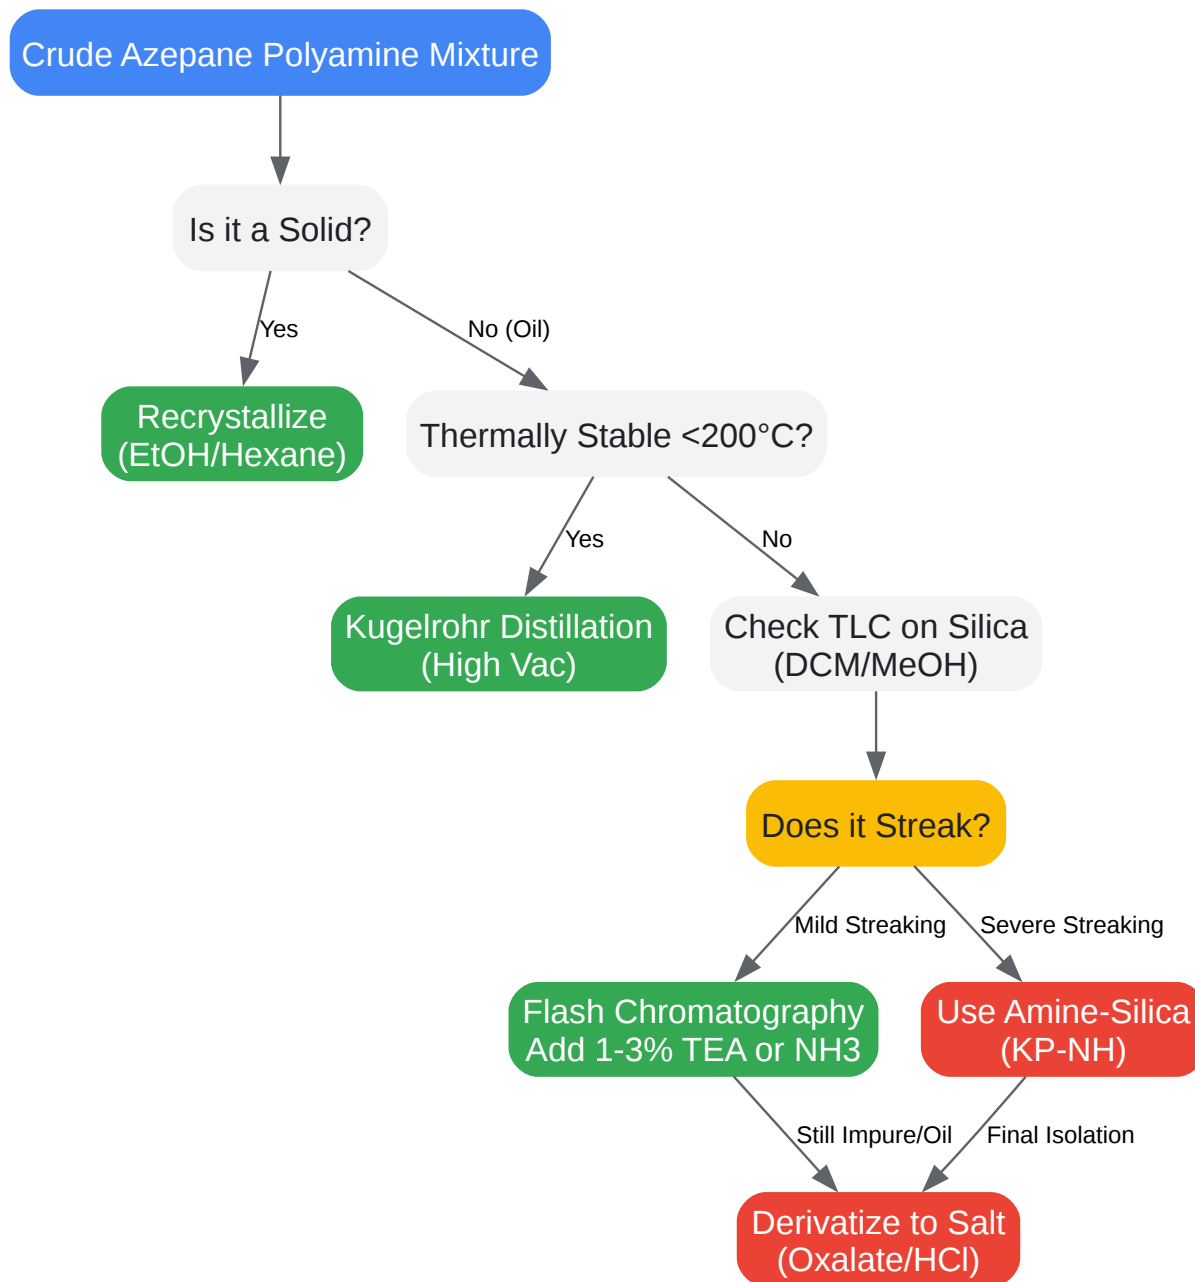 Crude Azepane Polyamine Mixture
Is it a Solid?
Yes
No (Oil)
Recrystallize
(EtOH/Hexane)
Thermally Stable <200°C?
Yes
No
Kugelrohr Distillation
(High Vac)
Check TLC on Silica
(DCM/MeOH)
Does it Streak?
Mild Streaking
Severe Streaking
Flash Chromatography
Add 1-3% TEA or NH3
Use Amine-Silica
(KP-NH)
Still Impure/Oil
Final Isolation
Derivatize to Salt
(Oxalate/HCl)